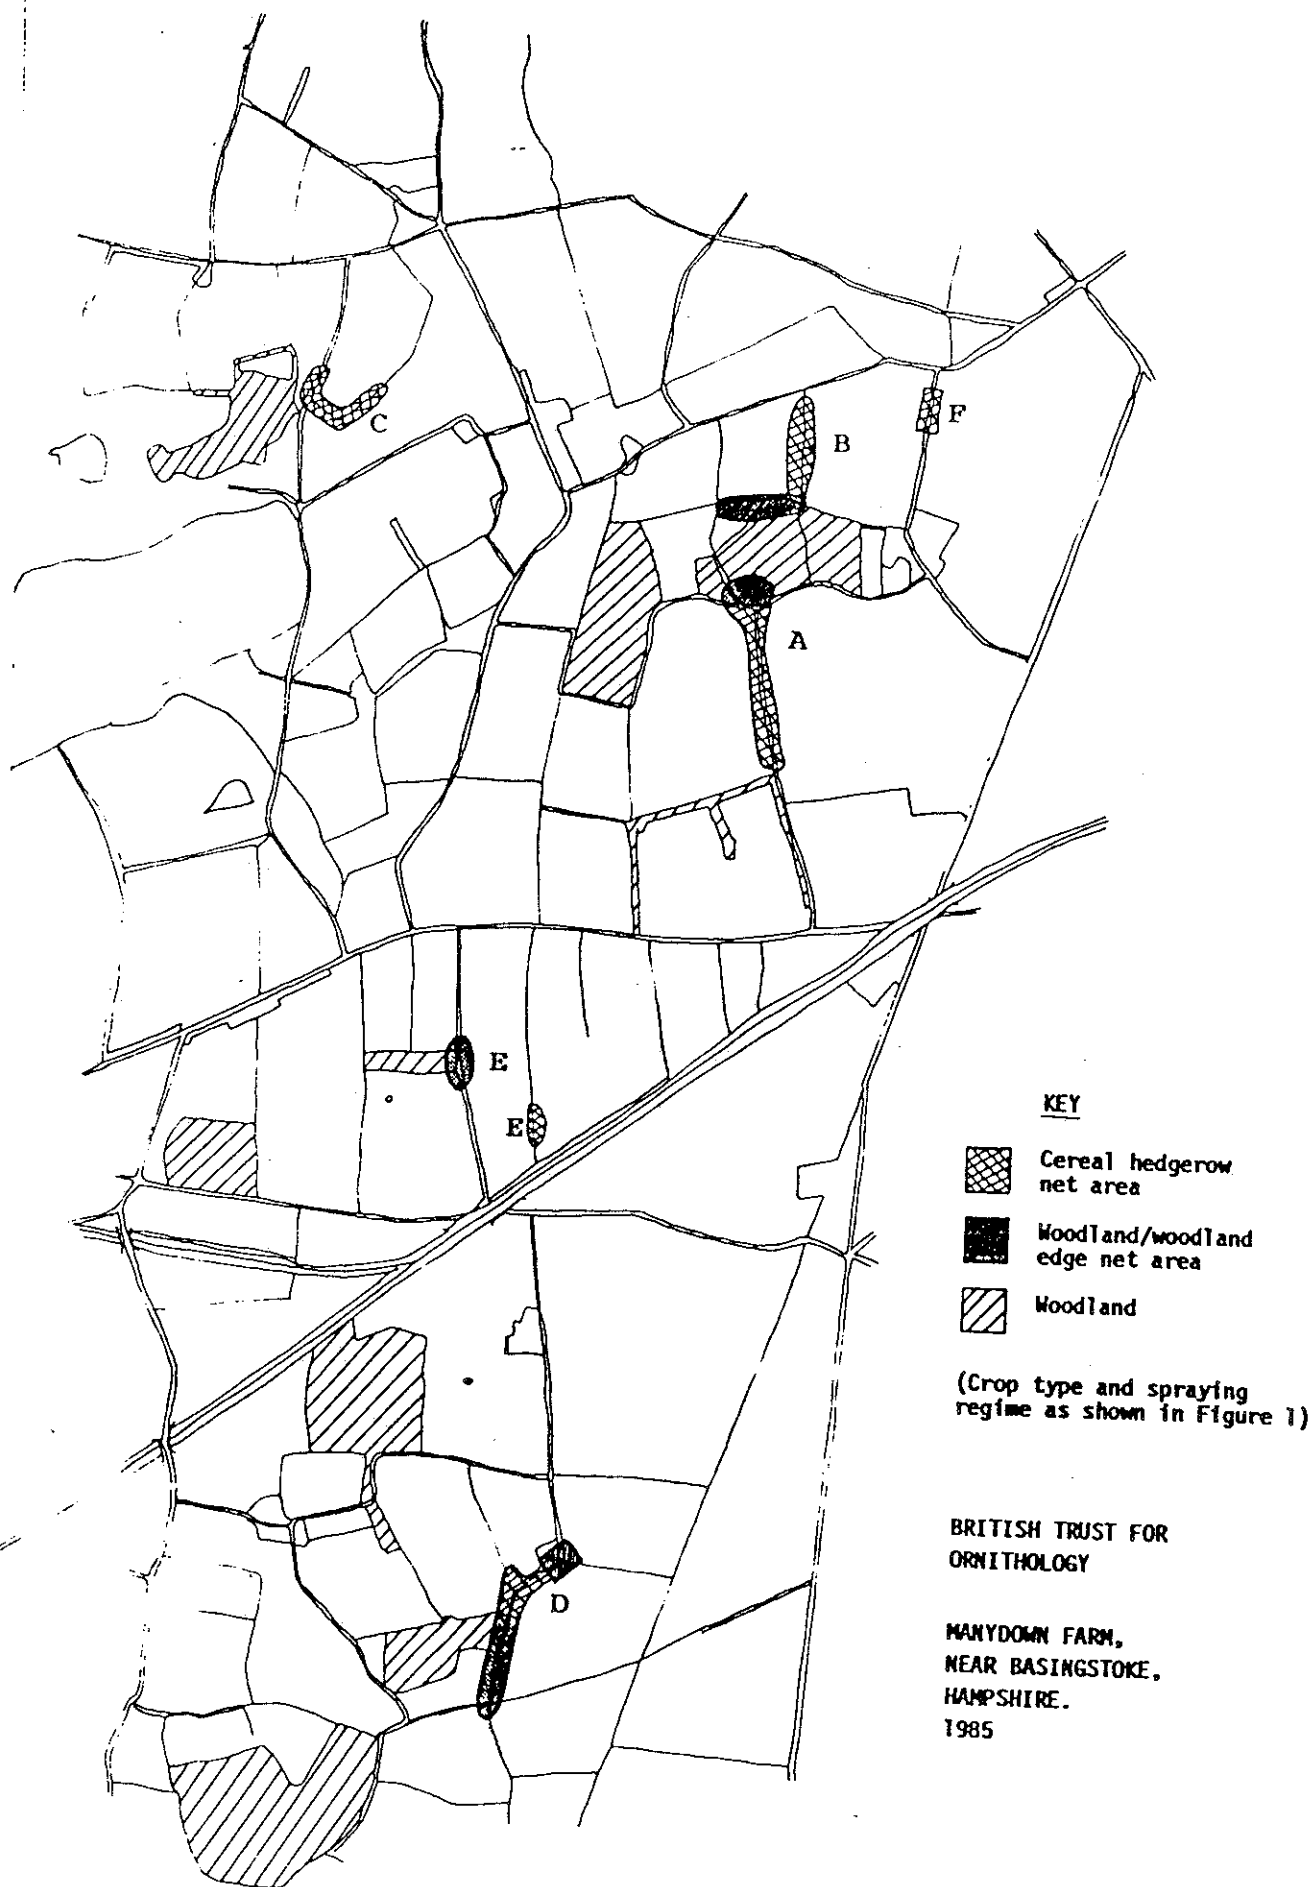 C
F
B
A
E
E
D
KEY
Cereal hedgerow
net area
Woodland/woodland
edge net area
Woodland
(Crop type and spraying
regime as shown in Figure 1)
BRITISH TRUST FOR
ORNITHOLOGY
MANYDOWN FARM,
NEAR BASINGSTOKE,
HAMPSHIRE.
1985